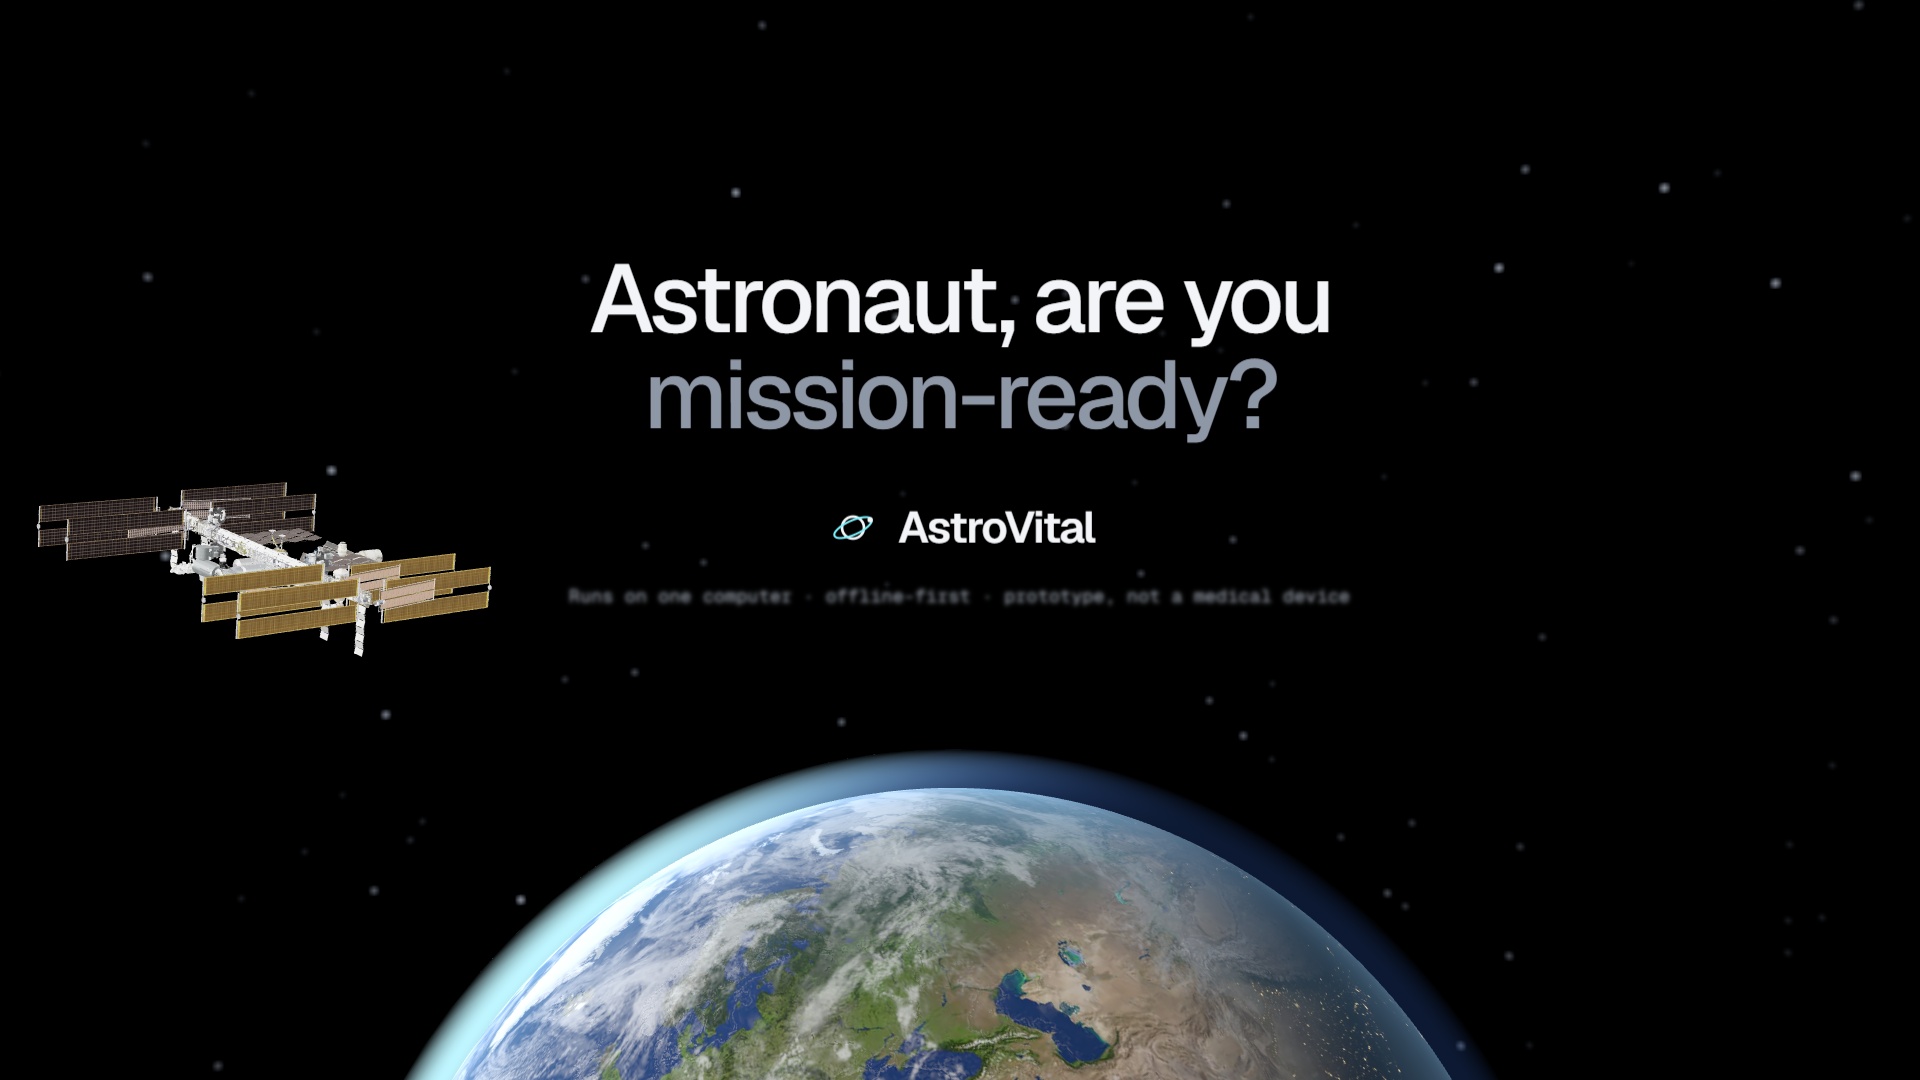 Astronaut, are you
mission-ready?
AstroVital
Runs on one computer · offline-first · prototype, not a medical device